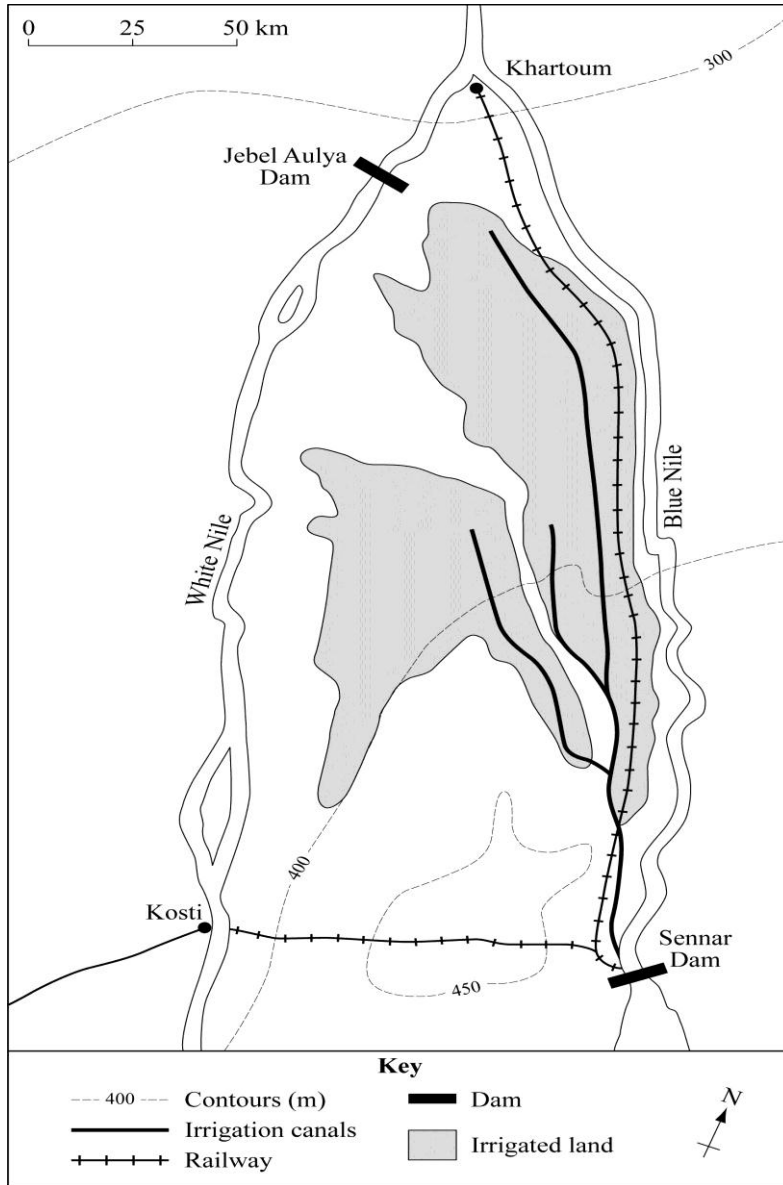 0 25 50 km
Khartoum
300
Jebel Aulya
Dam
White Nile
Blue Nile
400
Kosti
Sennar
Dam
450
Key
400 Contours (m)
Irrigation canals
Railway
Dam
Irrigated land
N